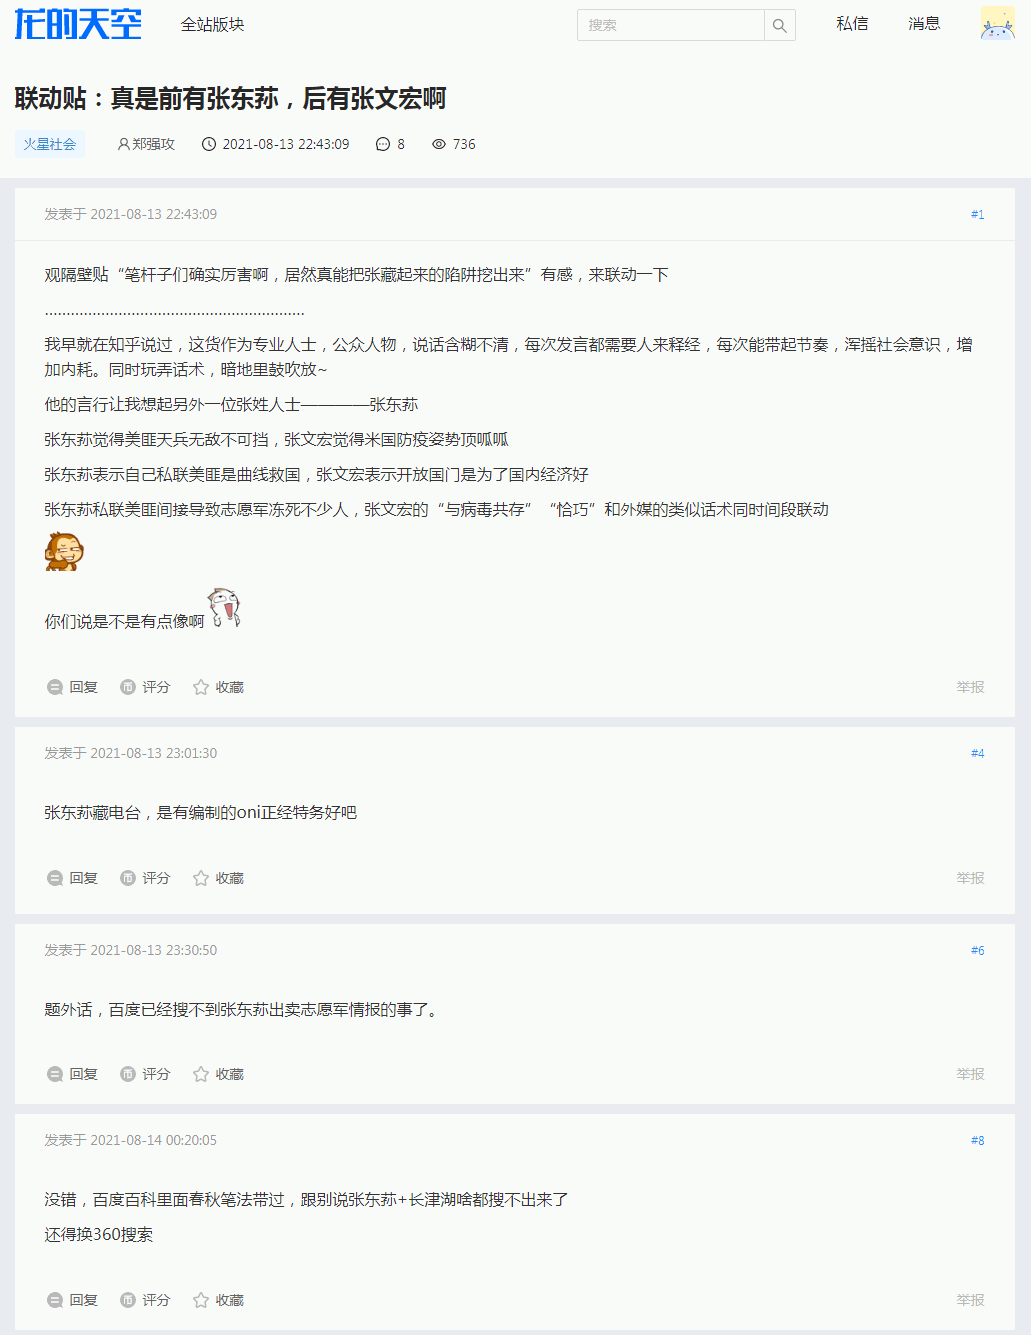 龙的天空 全站版块 搜索 私信 消息
联动贴：真是前有张东荪，后有张文宏啊
火星社会 郑强攻 2021-08-13 22:43:09 8 736
发表于 2021-08-13 22:43:09 #1
观隔壁贴“笔杆子们确实厉害啊，居然真能把张藏起来的陷阱挖出来”有感，来联动一下
............................................................
我早就在知乎说过，这货作为专业人士，公众人物，说话含糊不清，每次发言都需要人来释经，每次能带起节奏，浑摇社会意识，增
加内耗。同时玩弄话术，暗地里鼓吹放~
他的言行让我想起另外一位张姓人士————张东荪
张东荪觉得美匪天兵无敌不可挡，张文宏觉得米国防疫姿势顶呱呱
张东荪表示自己私联美匪是曲线救国，张文宏表示开放国门是为了国内经济好
张东荪私联美匪间接导致志愿军冻死不少人，张文宏的“与病毒共存”“恰巧”和外媒的类似话术同时间段联动
你们说是不是有点像啊
回复 评分 收藏 举报
发表于 2021-08-13 23:01:30 #4
张东荪藏电台，是有编制的oni正经特务好吧
回复 评分 收藏 举报
发表于 2021-08-13 23:30:50 #6
题外话，百度已经搜不到张东荪出卖志愿军情报的事了。
回复 评分 收藏 举报
发表于 2021-08-14 00:20:05 #8
没错，百度百科里面春秋笔法带过，跟别说张东荪+长津湖啥都搜不出来了
还得换360搜索
回复 评分 收藏 举报